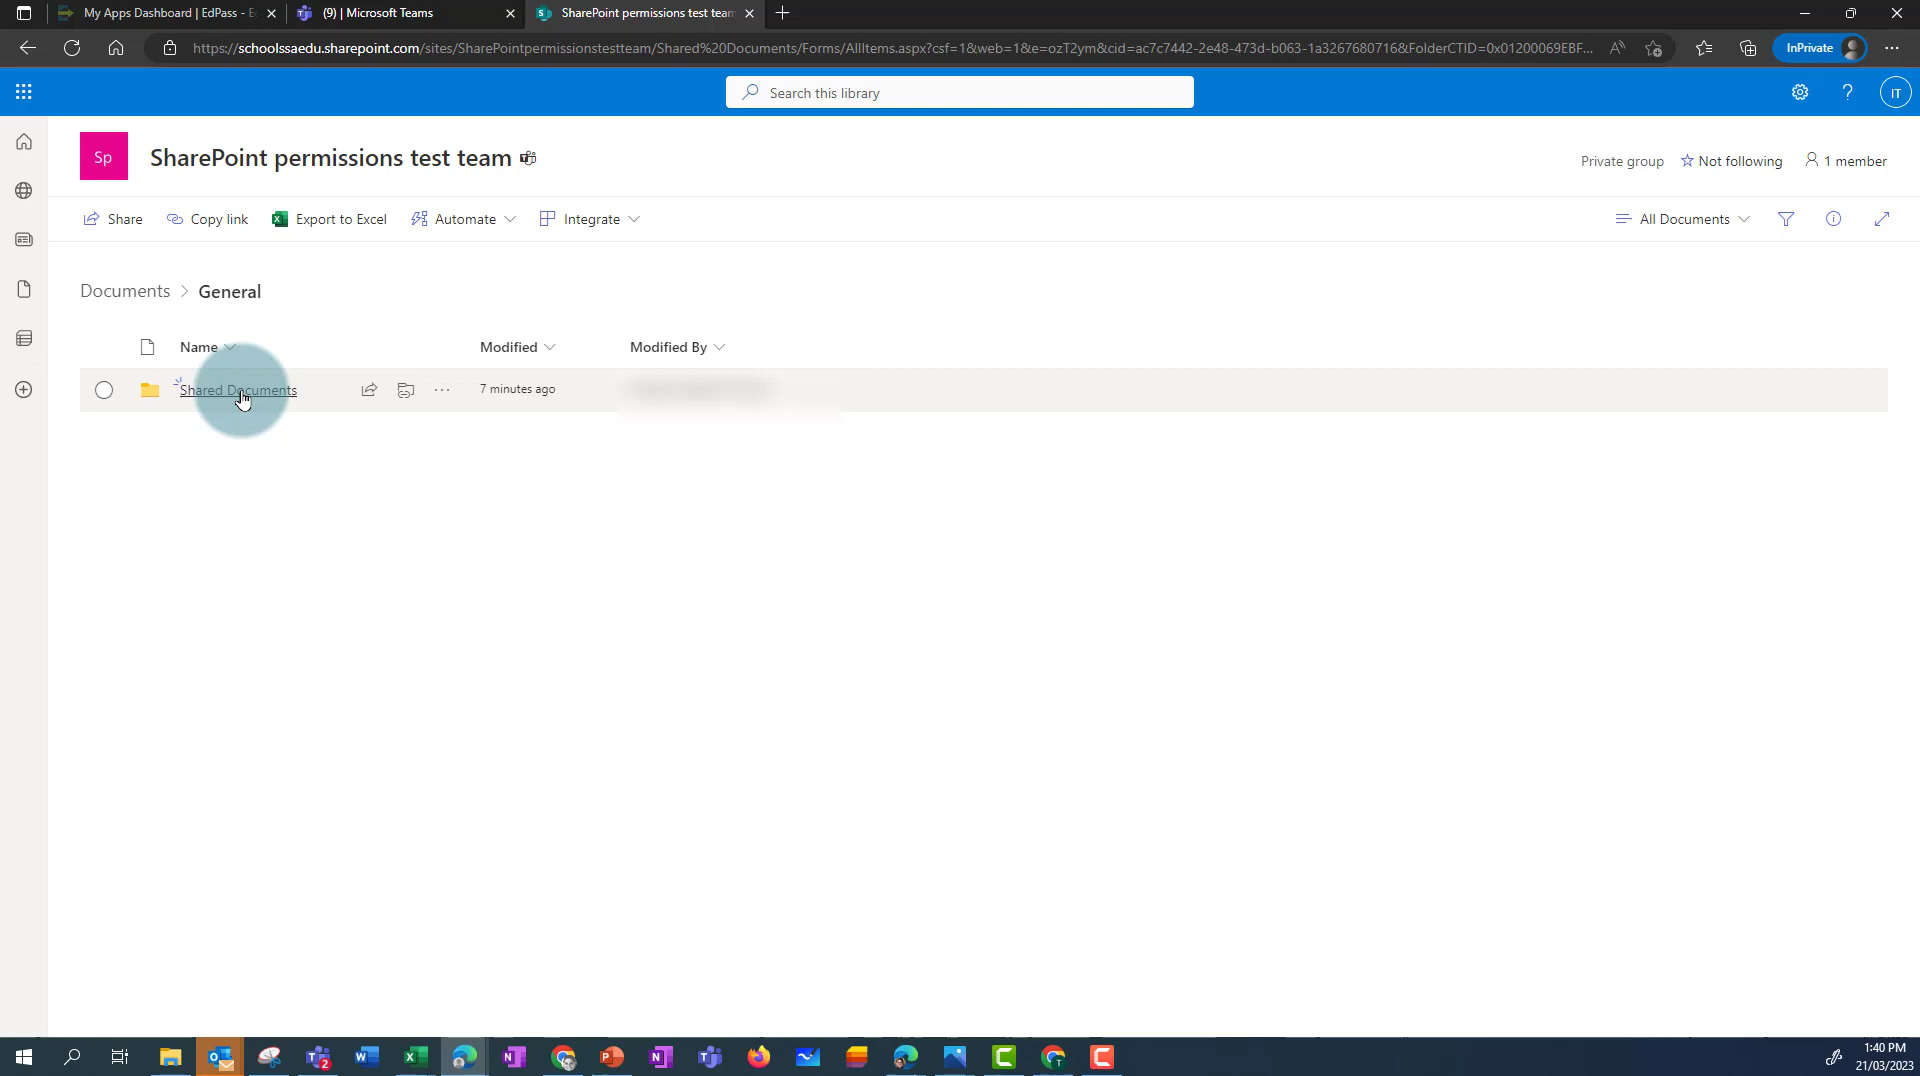 My Apps Dashboard | EdPass - E
(9) | Microsoft Teams
SharePoint permissions test team
https://schoolssaedu.sharepoint.com/sites/SharePointpermissionstestteam/Shared%20Documents/Forms/AllItems.aspx?csf=1&web=1&e=ozT2ym&cid=ac7c7442-2e48-473d-b063-1a3267680716&FolderCTID=0x01200069EBF...
InPrivate
Search this library
IT
Sp
SharePoint permissions test team
Private group
Not following
1 member
Share
Copy link
Export to Excel
Automate
Integrate
All Documents
Documents > General
Name
Modified
Modified By
Shared Documents
7 minutes ago
2
1:40 PM
21/03/2023